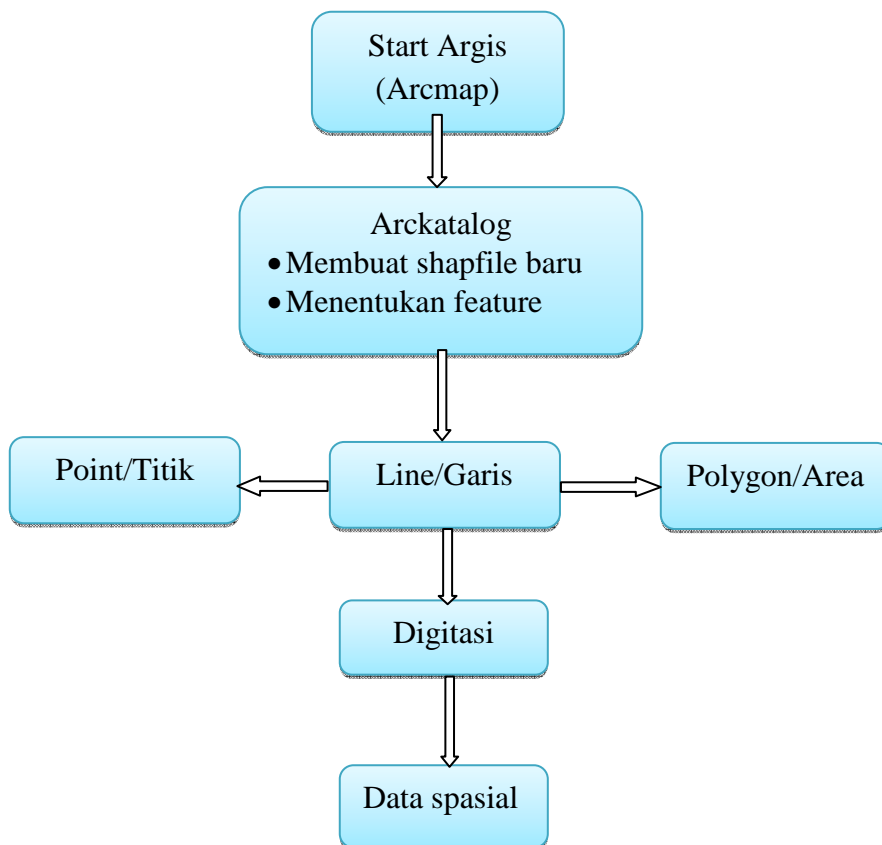 Start Argis
(Arcmap)
Arckatalog
• Membuat shapfile baru
• Menentukan feature
Point/Titik
Line/Garis
Polygon/Area
Digitasi
Data spasial